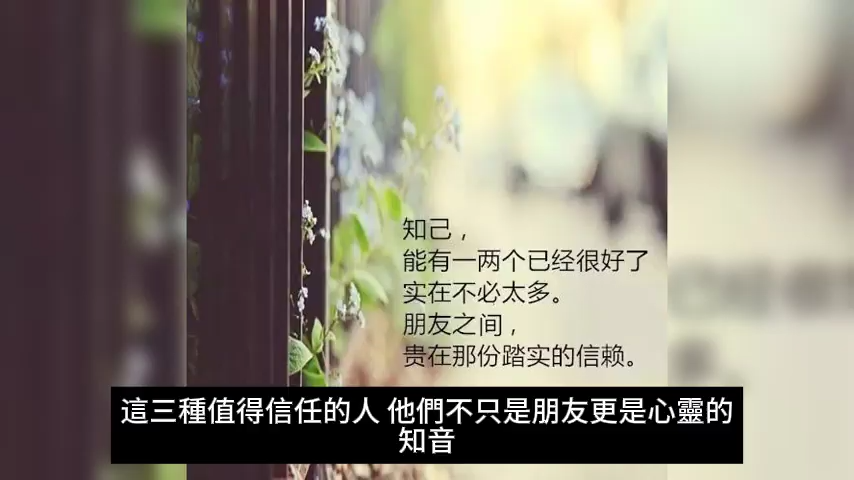 知己，
能有一两个已经很好了
实在不必太多。
朋友之间，
贵在那份踏实的信赖。
這三種值得信任的人 他們不只是朋友更是心靈的
知音